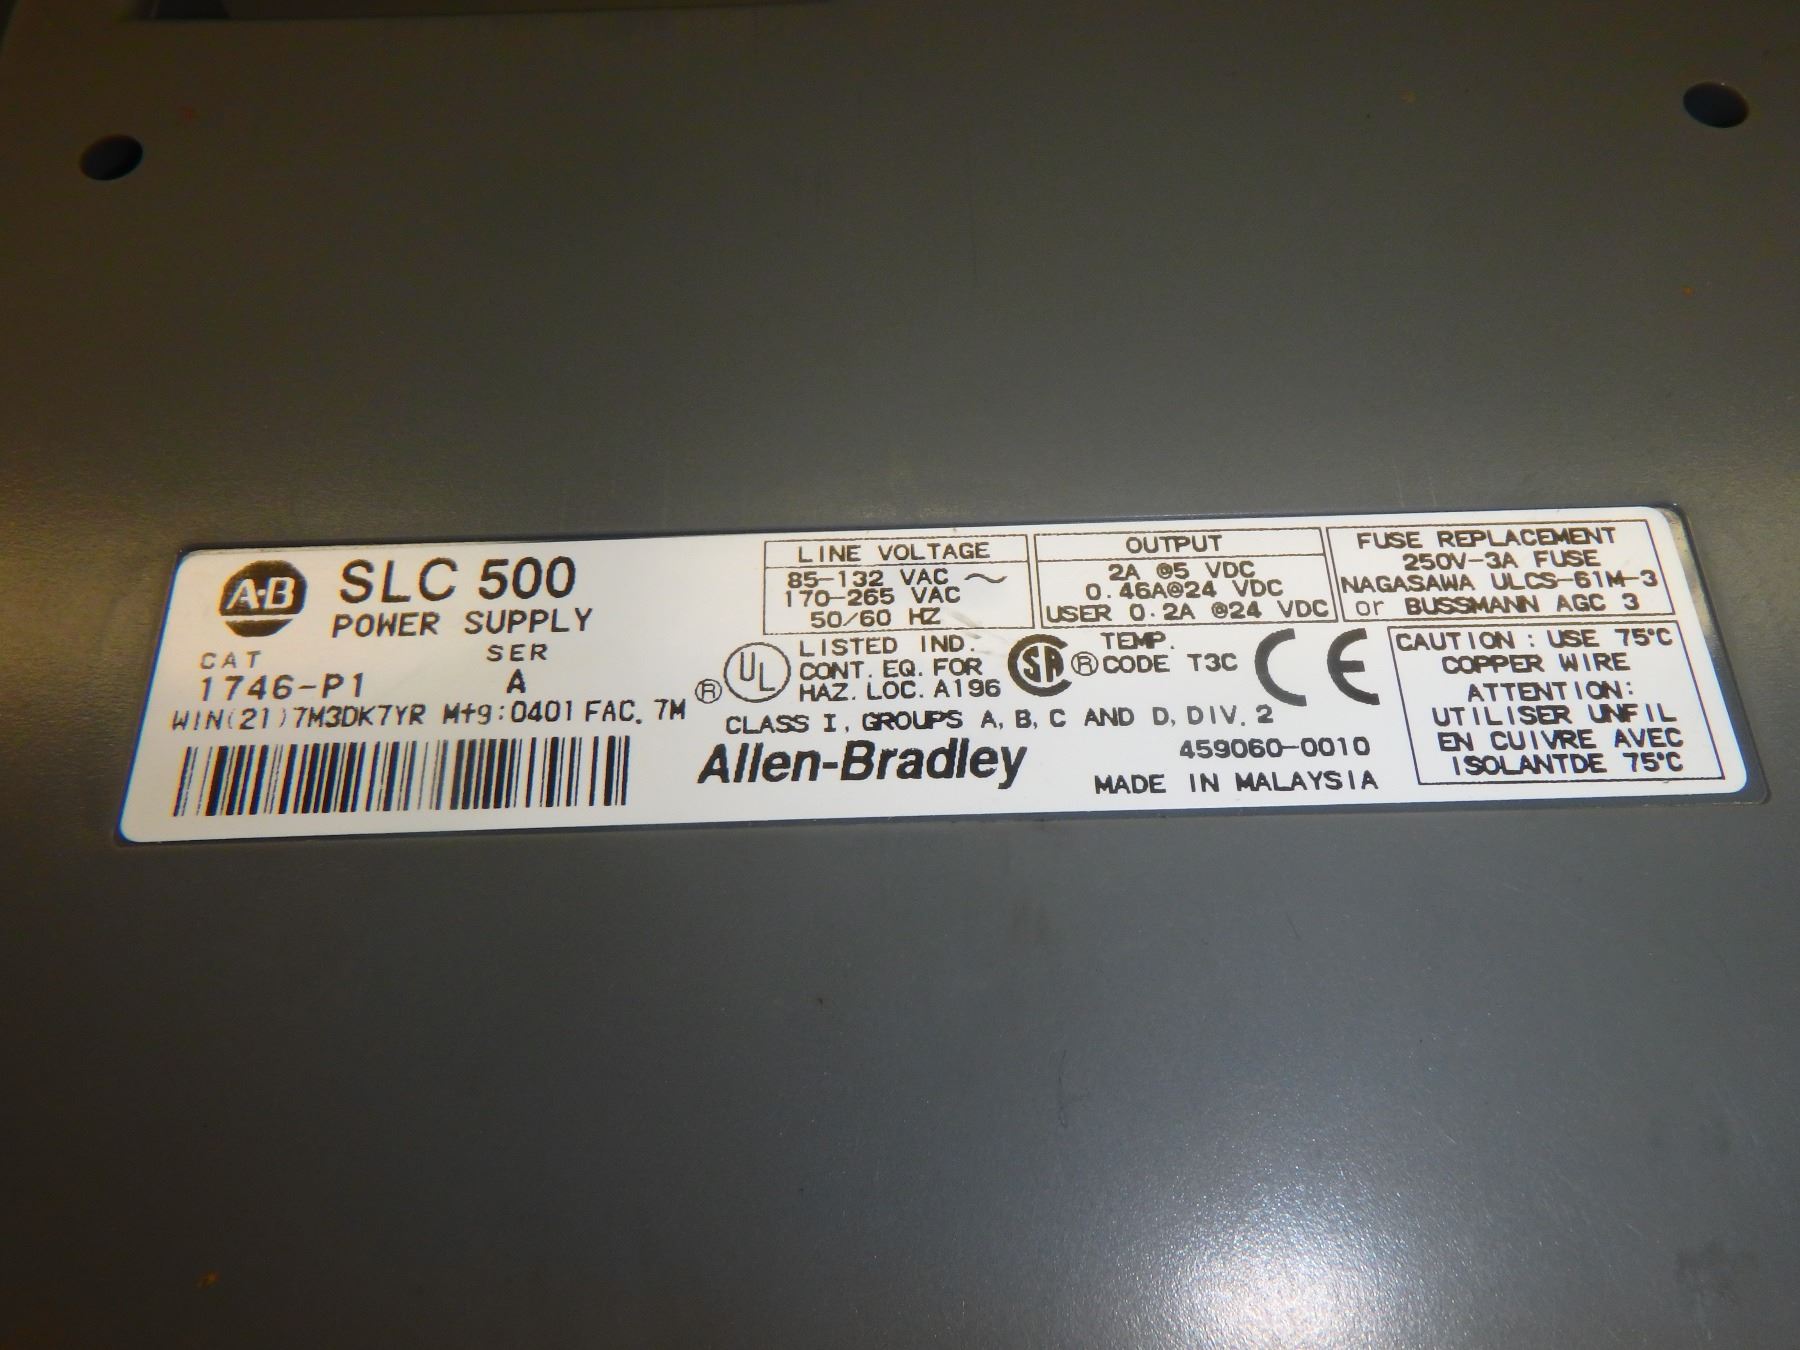 A·B SLC 500
POWER SUPPLY
CAT SER
1746-P1 A
WIN(21)7M3DK7YR Mfg:0401 FAC. 7M
LINE VOLTAGE
85-132 VAC ~
170-265 VAC
50/60 HZ
OUTPUT
2A @5 VDC
0.46A@24 VDC
USER 0.2A @24 VDC
FUSE REPLACEMENT
250V-3A FUSE
NAGASAWA ULCS-61M-3
or BUSSMANN AGC 3
® UL LISTED IND.
CONT. EQ. FOR
HAZ. LOC. A196
SA ® TEMP.
CODE T3C
CE
CLASS I, GROUPS A, B, C AND D, DIV. 2
Allen-Bradley
459060-0010
MADE IN MALAYSIA
CAUTION: USE 75°C
COPPER WIRE
ATTENTION:
UTILISER UNFIL
EN CUIVRE AVEC
ISOLANTDE 75°C